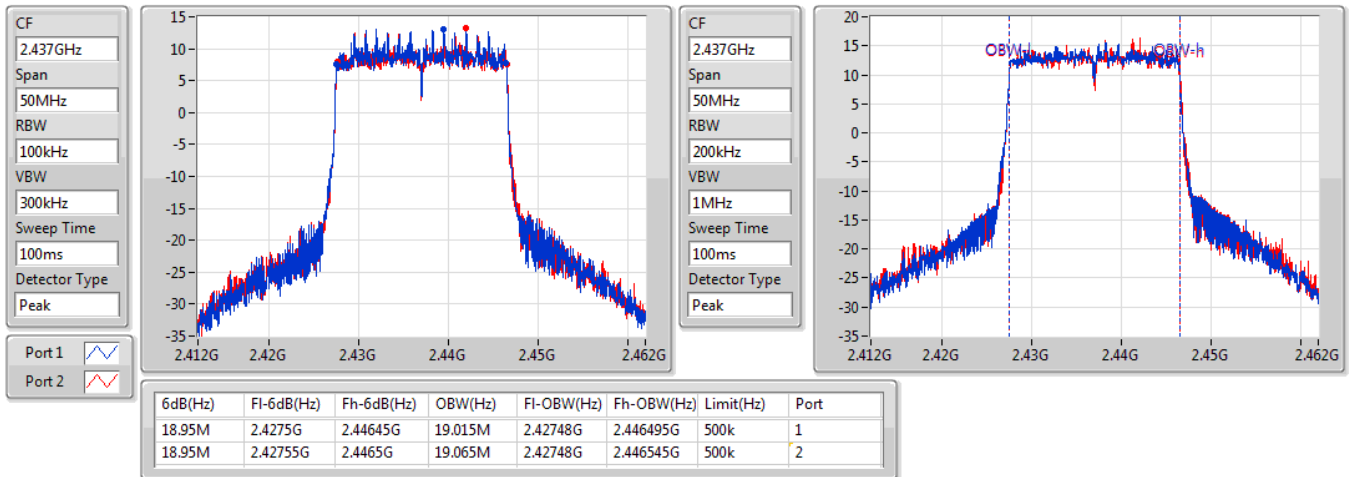 CF
2.437GHz
Span
50MHz
RBW
100kHz
VBW
300kHz
Sweep Time
100ms
Detector Type
Peak
Port 1
Port 2
15
10
5
0
-5
-10
-15
-20
-25
-30
-35
2.412G 2.42G 2.43G 2.44G 2.45G 2.462G
CF
2.437GHz
Span
50MHz
RBW
200kHz
VBW
1MHz
Sweep Time
100ms
Detector Type
Peak
20
15
10
5
0
-5
-10
-15
-20
-25
-30
-35
OBW-h
2.412G 2.42G 2.43G 2.44G 2.45G 2.462G
6dB(Hz) Fl-6dB(Hz) Fh-6dB(Hz) OBW(Hz) Fl-OBW(Hz) Fh-OBW(Hz) Limit(Hz) Port
18.95M 2.4275G 2.44645G 19.015M 2.42748G 2.446495G 500k 1
18.95M 2.42755G 2.4465G 19.065M 2.42748G 2.446545G 500k 2